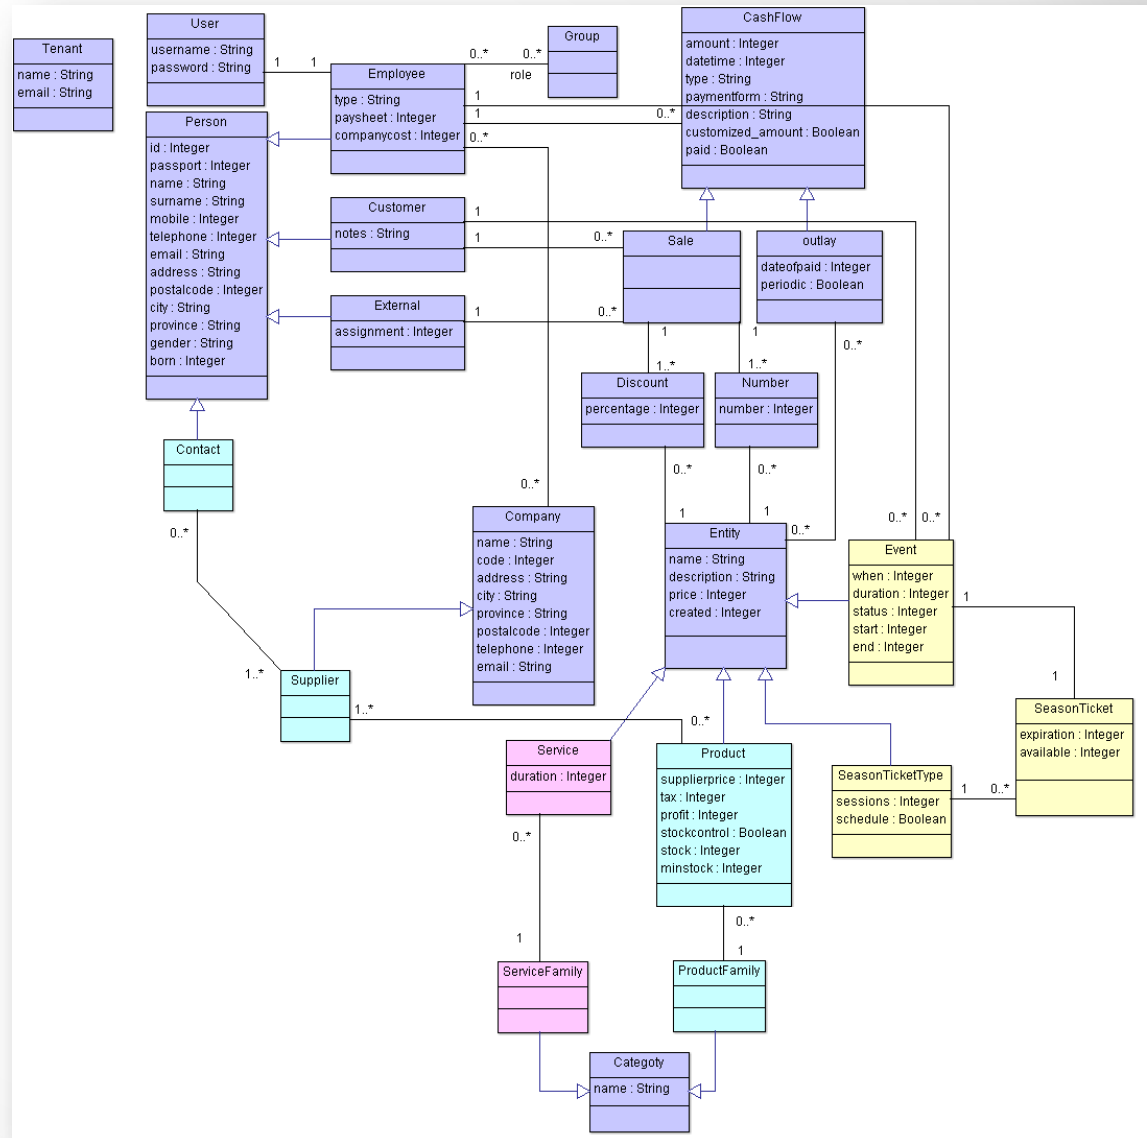 Tenant
name : String
email : String
User
username : String
password : String
1
1
Employee
type : String
paysheet : Integer
companycost : Integer
0..*
0..*
role
Group
1
1
0..*
0..*
CashFlow
amount : Integer
datetime : Integer
type : String
paymentform : String
description : String
customized_amount : Boolean
paid : Boolean
Person
id : Integer
passport : Integer
name : String
surname : String
mobile : Integer
telephone : Integer
email : String
address : String
postalcode : Integer
city : String
province : String
gender : String
born : Integer
Customer
notes : String
1
1
0..*
Sale
outlay
dateofpaid : Integer
periodic : Boolean
External
assignment : Integer
1
0..*
1
1
0..*
1..*
1..*
Discount
percentage : Integer
Number
number : Integer
0..*
0..*
Contact
0..*
0..*
Company
name : String
code : Integer
address : String
city : String
province : String
postalcode : Integer
telephone : Integer
email : String
1
1
0..*
Entity
name : String
description : String
price : Integer
created : Integer
0..*
0..*
Event
when : Integer
duration : Integer
status : Integer
start : Integer
end : Integer
1
1
1..*
Supplier
1..*
0..*
SeasonTicket
expiration : Integer
available : Integer
Service
duration : Integer
Product
supplierprice : Integer
tax : Integer
profit : Integer
stockcontrol : Boolean
stock : Integer
minstock : Integer
SeasonTicketType
sessions : Integer
schedule : Boolean
1
0..*
0..*
1
0..*
1
ServiceFamily
ProductFamily
Categoty
name : String